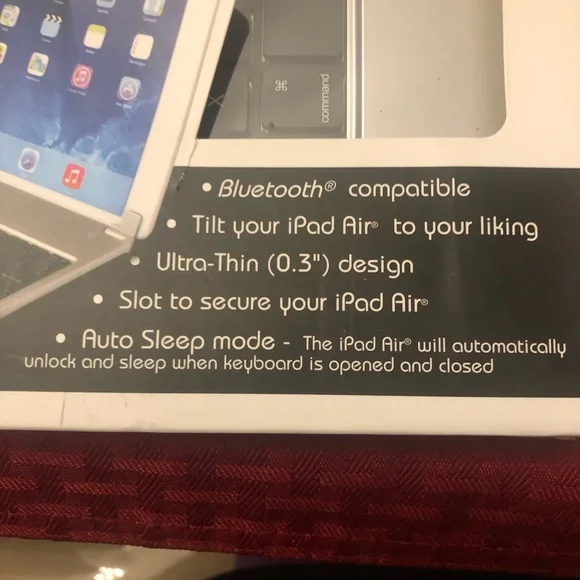 ⌘
command
• Bluetooth® compatible
• Tilt your iPad Air® to your liking
• Ultra-Thin (0.3") design
• Slot to secure your iPad Air®
• Auto Sleep mode - The iPad Air® will automatically
unlock and sleep when keyboard is opened and closed